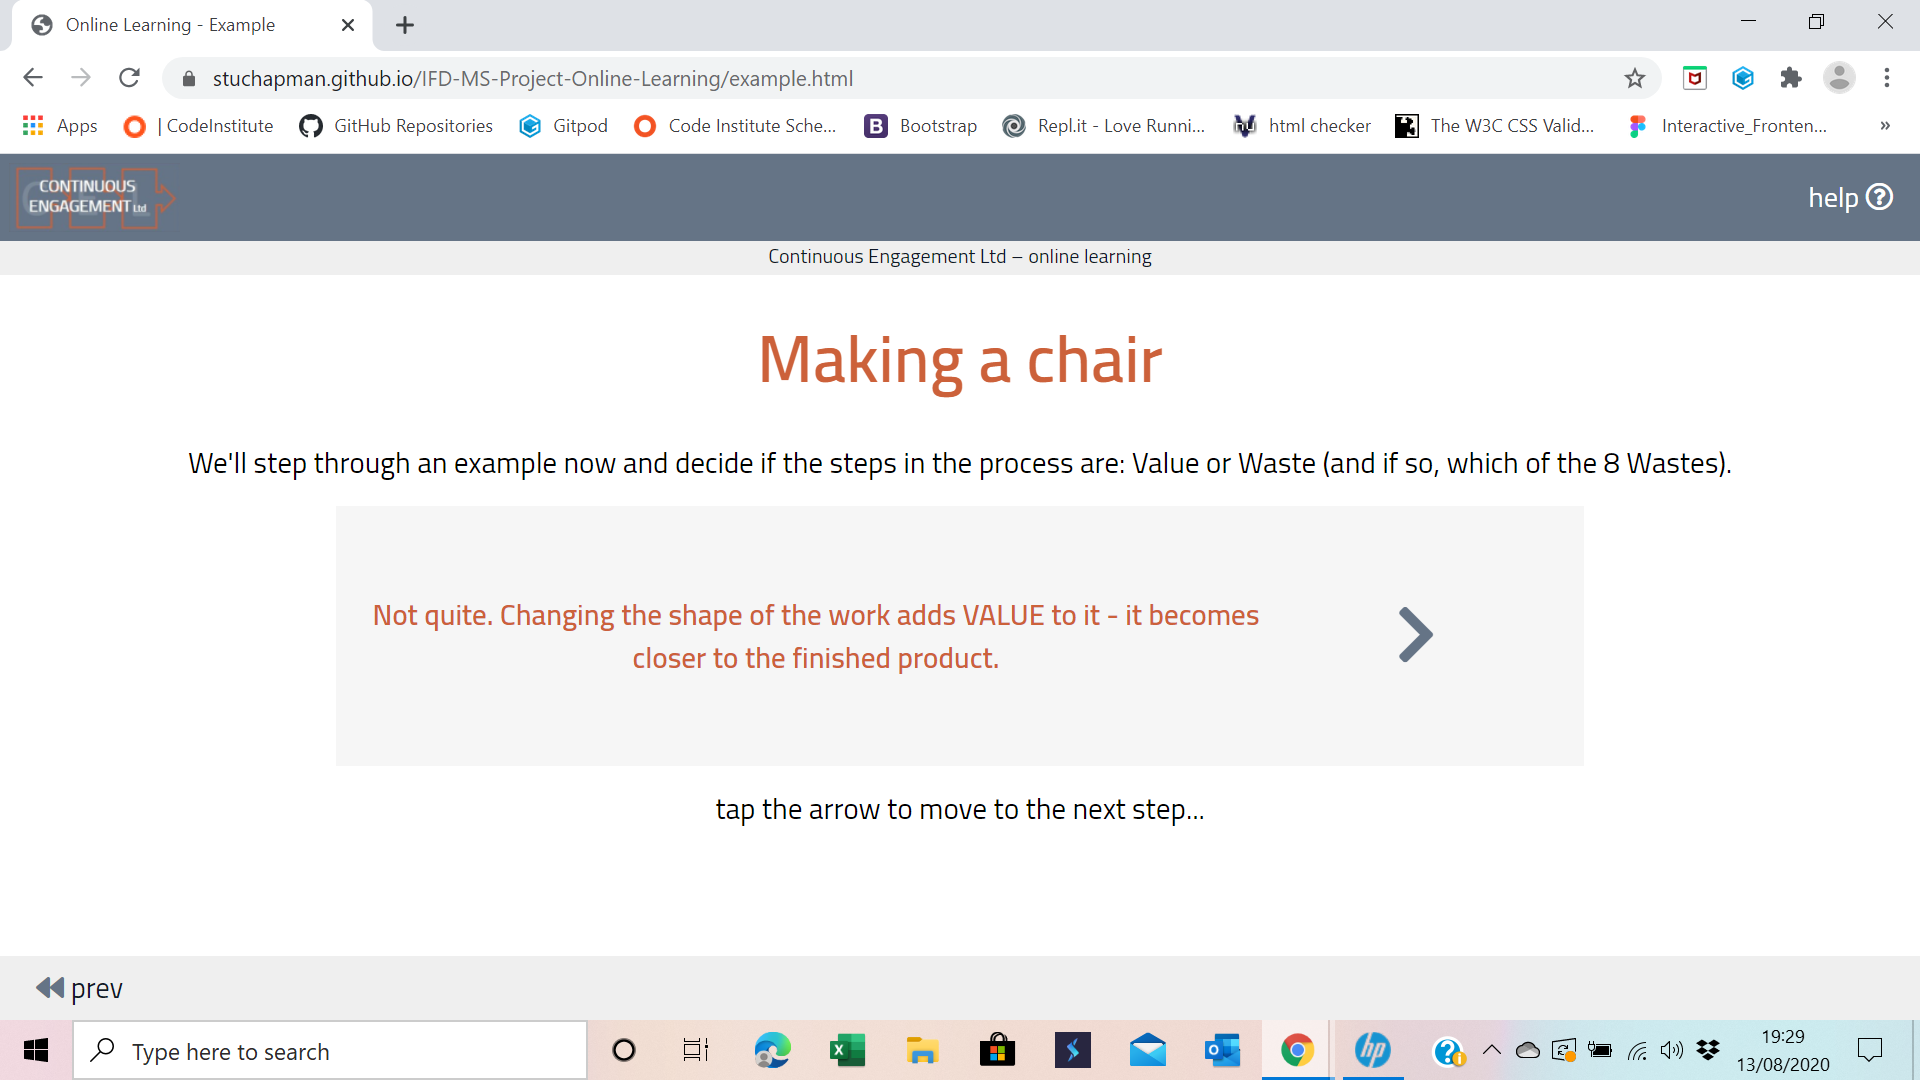 Online Learning - Example
stuchapman.github.io/IFD-MS-Project-Online-Learning/example.html
Apps | CodeInstitute GitHub Repositories Gitpod Code Institute Sche... B Bootstrap Repl.it - Love Runni... html checker The W3C CSS Valid... Interactive_Fronten... »
CONTINUOUS
ENGAGEMENT Ltd
help ?
Continuous Engagement Ltd – online learning
Making a chair
We'll step through an example now and decide if the steps in the process are: Value or Waste (and if so, which of the 8 Wastes).
Not quite. Changing the shape of the work adds VALUE to it - it becomes
closer to the finished product.
tap the arrow to move to the next step...
prev
Type here to search
hp
19:29
13/08/2020